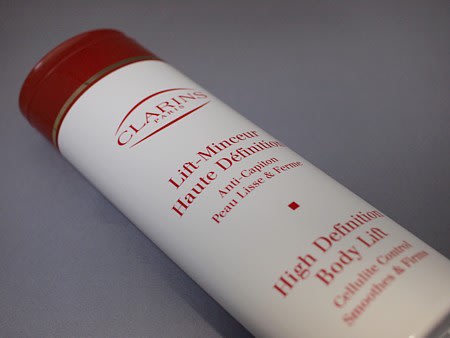 CLARINS
PARIS
Lift-Minceur
Haute Définition
Anti-Capiton
Peau Lisse & Ferme
High Definition
Body Lift
Cellulite Control
Smoothes & Firms